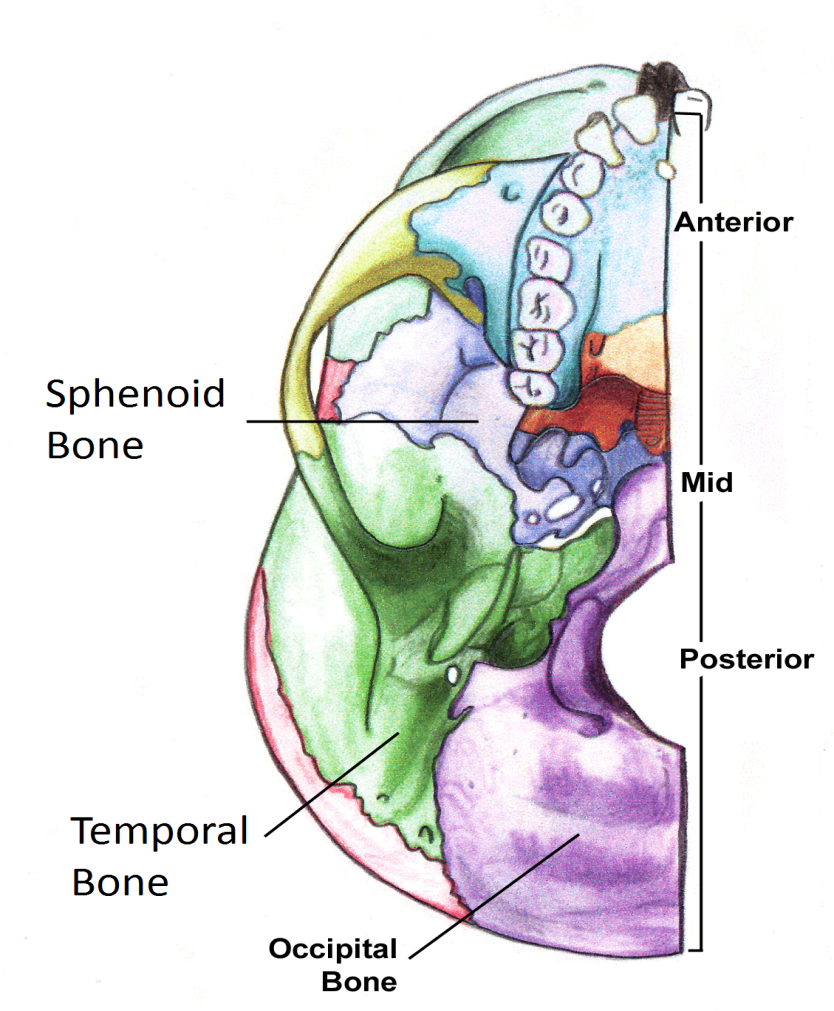 Anterior
Sphenoid
Bone
Mid
Posterior
Temporal
Bone
Occipital
Bone